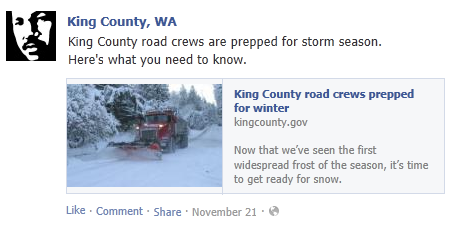 King County, WA
King County road crews are prepped for storm season.
Here's what you need to know.
King County road crews prepped
for winter
kingcounty.gov
Now that we've seen the first
widespread frost of the season, it's time
to get ready for snow.
Like · Comment · Share · November 21 ·